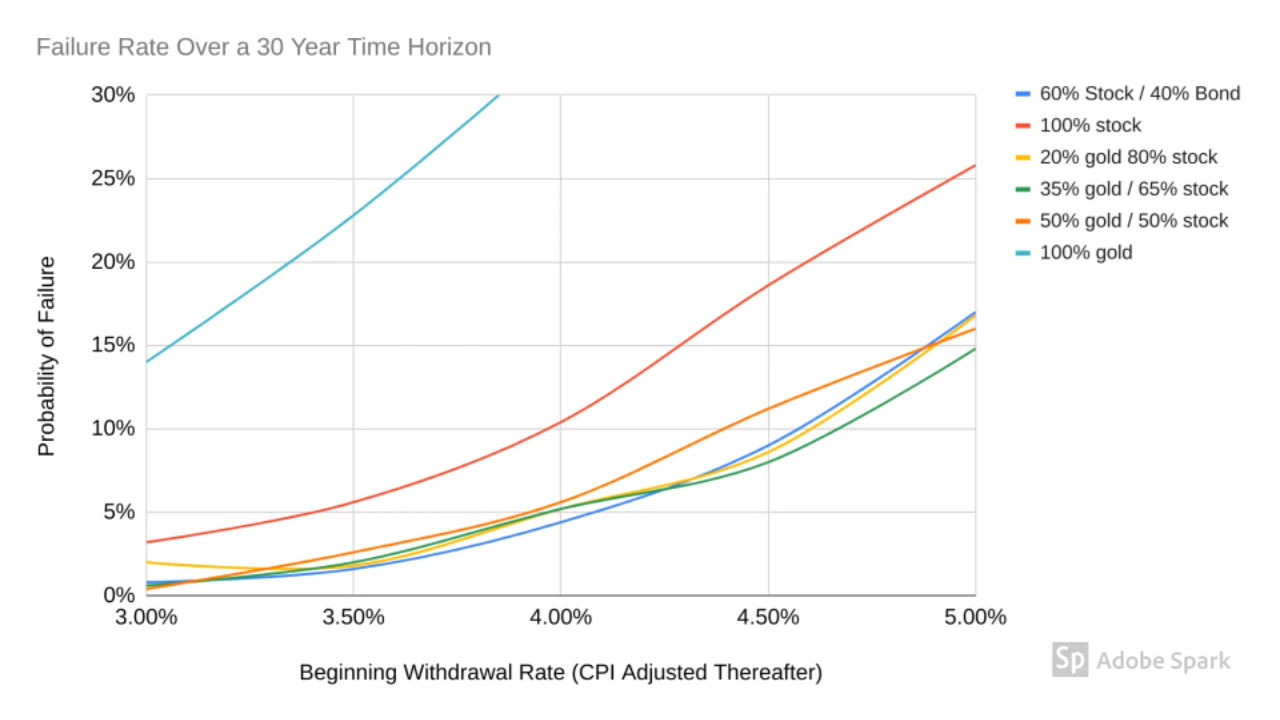 Failure Rate Over a 30 Year Time Horizon
30%
25%
20%
15%
10%
5%
0%
Probability of Failure
3.00%
3.50%
4.00%
4.50%
5.00%
Beginning Withdrawal Rate (CPI Adjusted Thereafter)
60% Stock / 40% Bond
100% stock
20% gold 80% stock
35% gold / 65% stock
50% gold / 50% stock
100% gold
Sp Adobe Spark